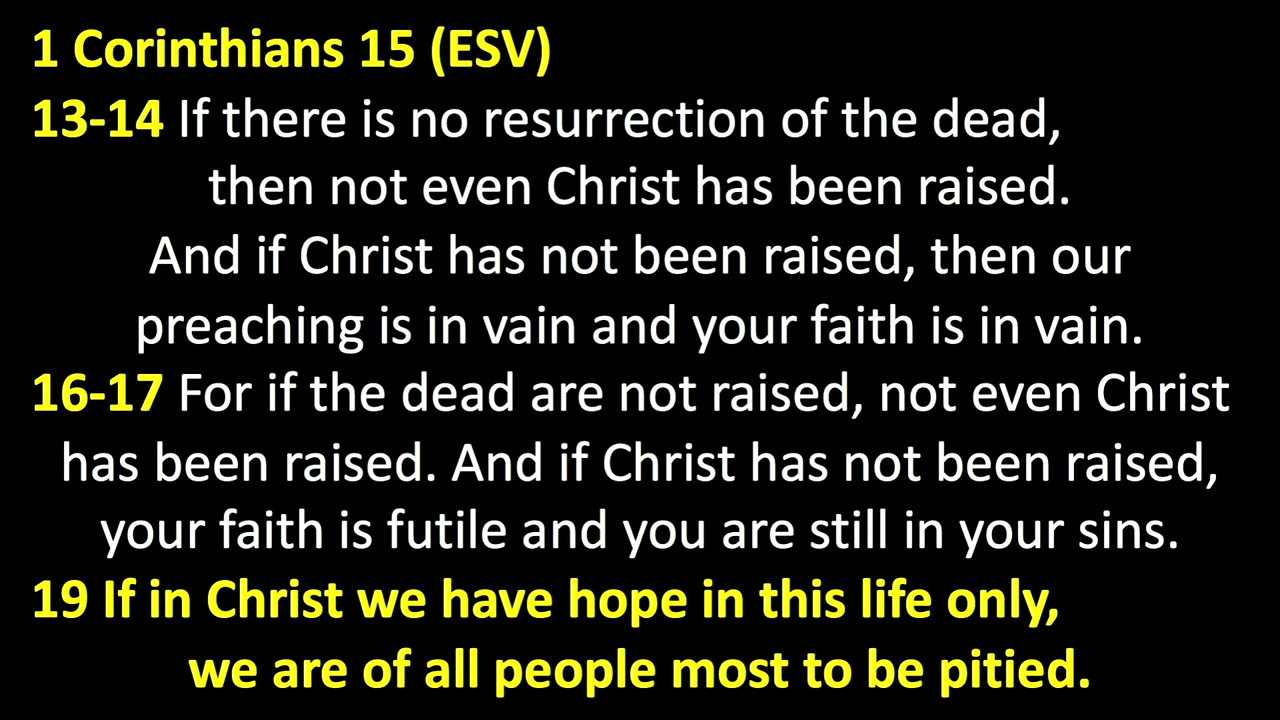 1 Corinthians 15 (ESV)
13-14 If there is no resurrection of the dead,
then not even Christ has been raised.
And if Christ has not been raised, then our
preaching is in vain and your faith is in vain.
16-17 For if the dead are not raised, not even Christ
has been raised. And if Christ has not been raised,
your faith is futile and you are still in your sins.
19 If in Christ we have hope in this life only,
we are of all people most to be pitied.